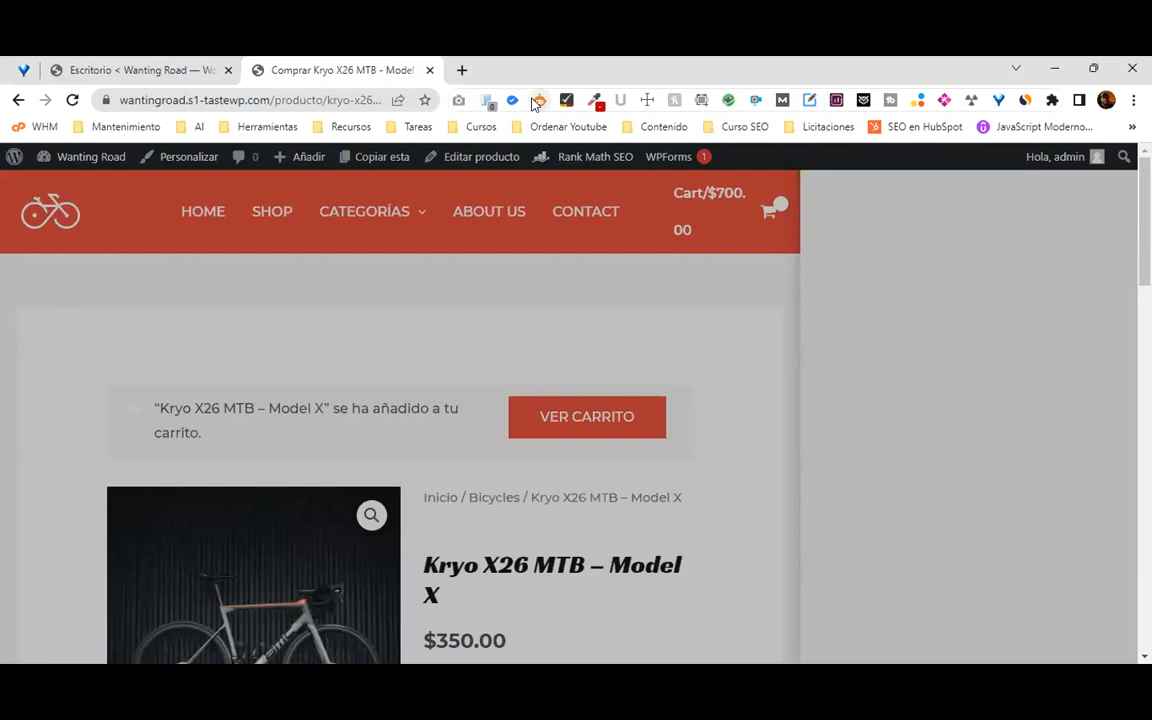 Escritorio < Wanting Road — Wo
Comprar Kryo X26 MTB - Model
wantingroad.s1-tastewp.com/producto/kryo-x26...
WHM
Mantenimiento
AI
Herramientas
Recursos
Tareas
Cursos
Ordenar Youtube
Contenido
Curso SEO
Licitaciones
SEO en HubSpot
JavaScript Moderno...
»
Wanting Road
Personalizar
0
Añadir
Copiar esta
Editar producto
Rank Math SEO
WPForms 1
Hola, admin
HOME
SHOP
CATEGORÍAS
ABOUT US
CONTACT
Cart/$700.
00
“Kryo X26 MTB – Model X” se ha añadido a tu
carrito.
VER CARRITO
Inicio / Bicycles / Kryo X26 MTB – Model X
Kryo X26 MTB – Model
X
$350.00